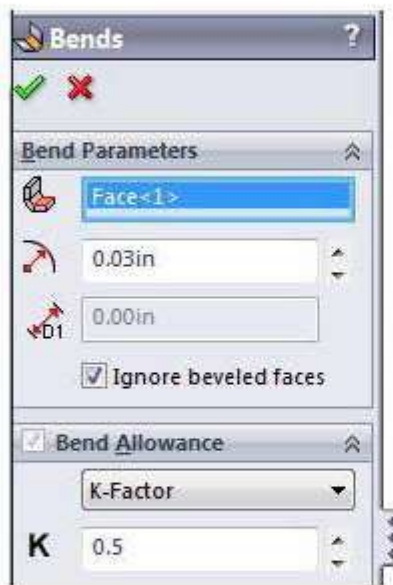 Bends ?
Bend Parameters
Face<1>
0.03in
D1 0.00in
Ignore beveled faces
Bend Allowance
K-Factor
K 0.5